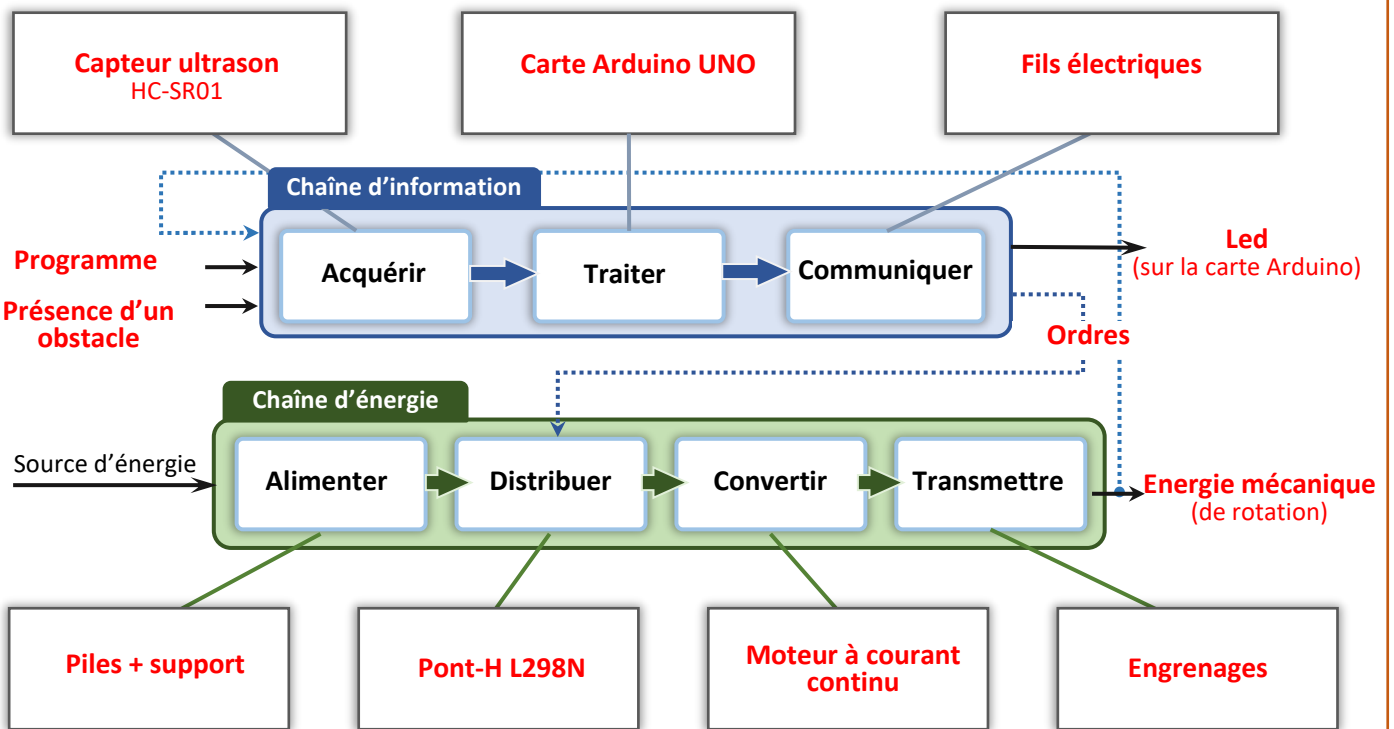 Capteur ultrason
HC-SR01
Carte Arduino UNO
Fils électriques
Chaîne d'information
Programme
Présence d'un
obstacle
Acquérir
Traiter
Communiquer
Led
(sur la carte Arduino)
Ordres
Chaîne d'énergie
Source d'énergie
Alimenter
Distribuer
Convertir
Transmettre
Energie mécanique
(de rotation)
Piles + support
Pont-H L298N
Moteur à courant
continu
Engrenages